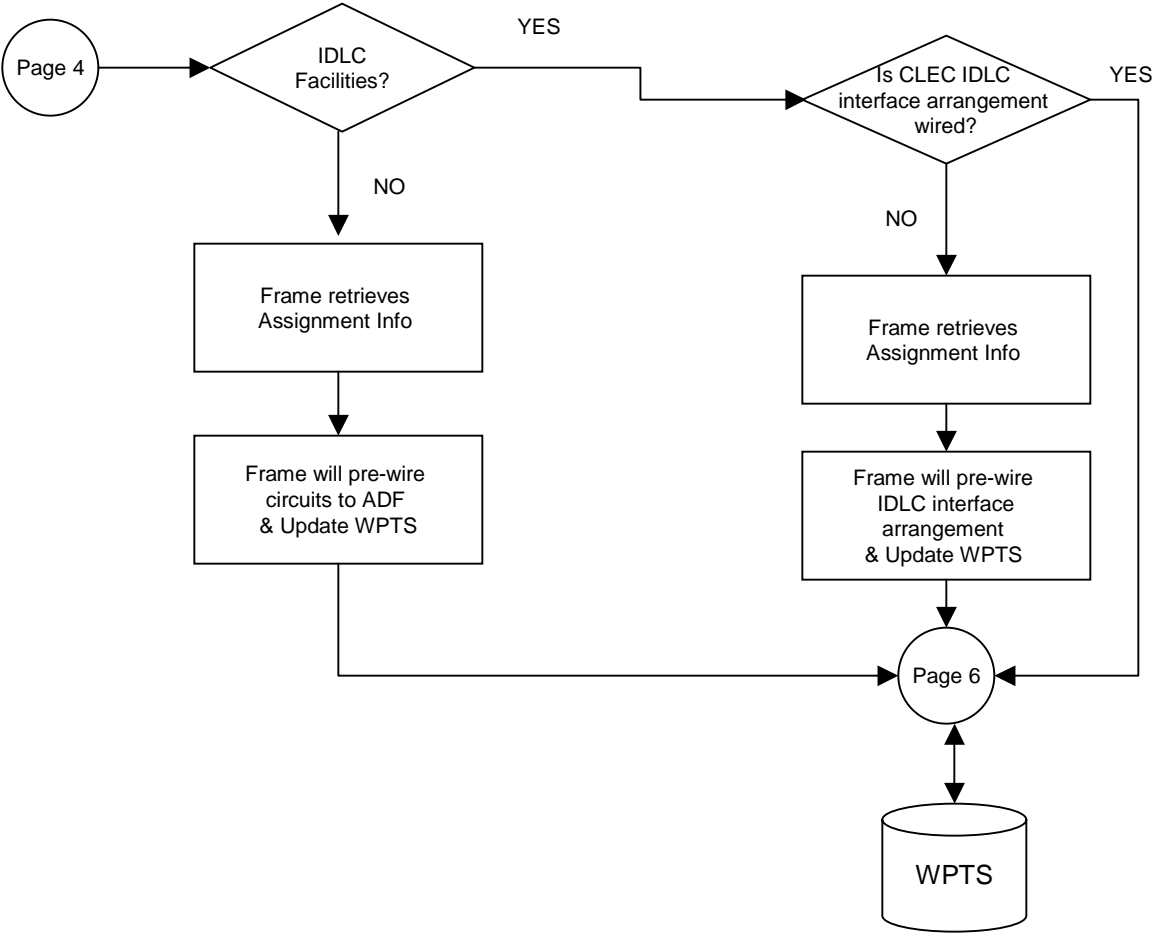 Page 4
IDLC
Facilities?
YES
Is CLEC IDLC
interface arrangement
wired?
YES
NO
NO
Frame retrieves
Assignment Info
Frame retrieves
Assignment Info
Frame will pre-wire
circuits to ADF
& Update WPTS
Frame will pre-wire
IDLC interface
arrangement
& Update WPTS
Page 6
WPTS